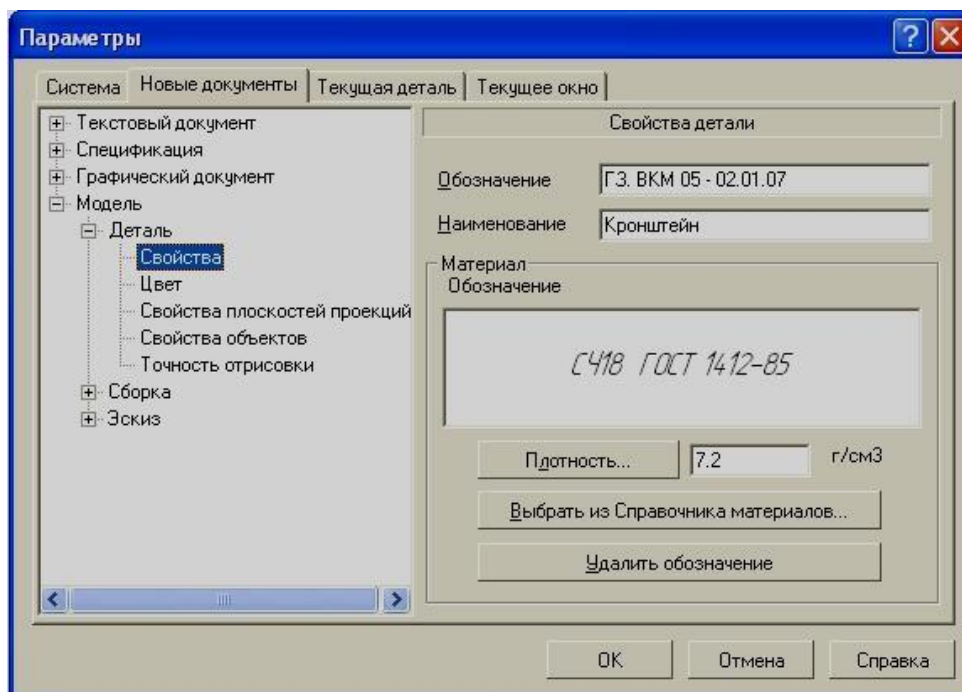 Параметры
Система Новые документы Текущая деталь Текущее окно
Текстовый документ
Спецификация
Графический документ
Модель
Деталь
Свойства
Цвет
Свойства плоскостей проекций
Свойства объектов
Точность отрисовки
Сборка
Эскиз
Свойства детали
Обозначение ГЗ. ВКМ 05 - 02.01.07
Наименование Кронштейн
Материал
Обозначение
СЧ18 ГОСТ 1412-85
Плотность... 7.2 г/см3
Выбрать из Справочника материалов...
Удалить обозначение
OK Отмена Справка